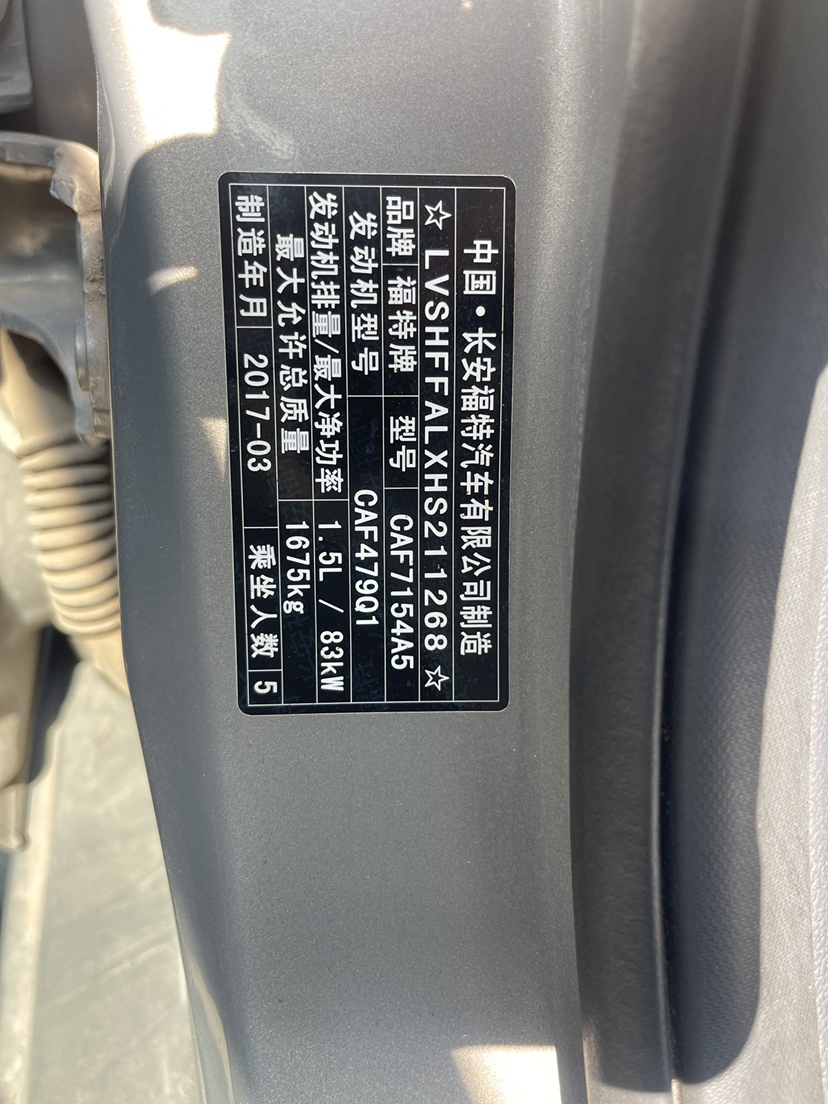 中国·长安福特汽车有限公司制造
☆LVSHFFALXHS211268☆
品牌 福特牌 型号 CAF7154A5
发动机型号 CAF479Q1
发动机排量/最大净功率 1.5L / 83kW
最大允许总质量 1675kg
制造年月 2017-03 乘坐人数 5